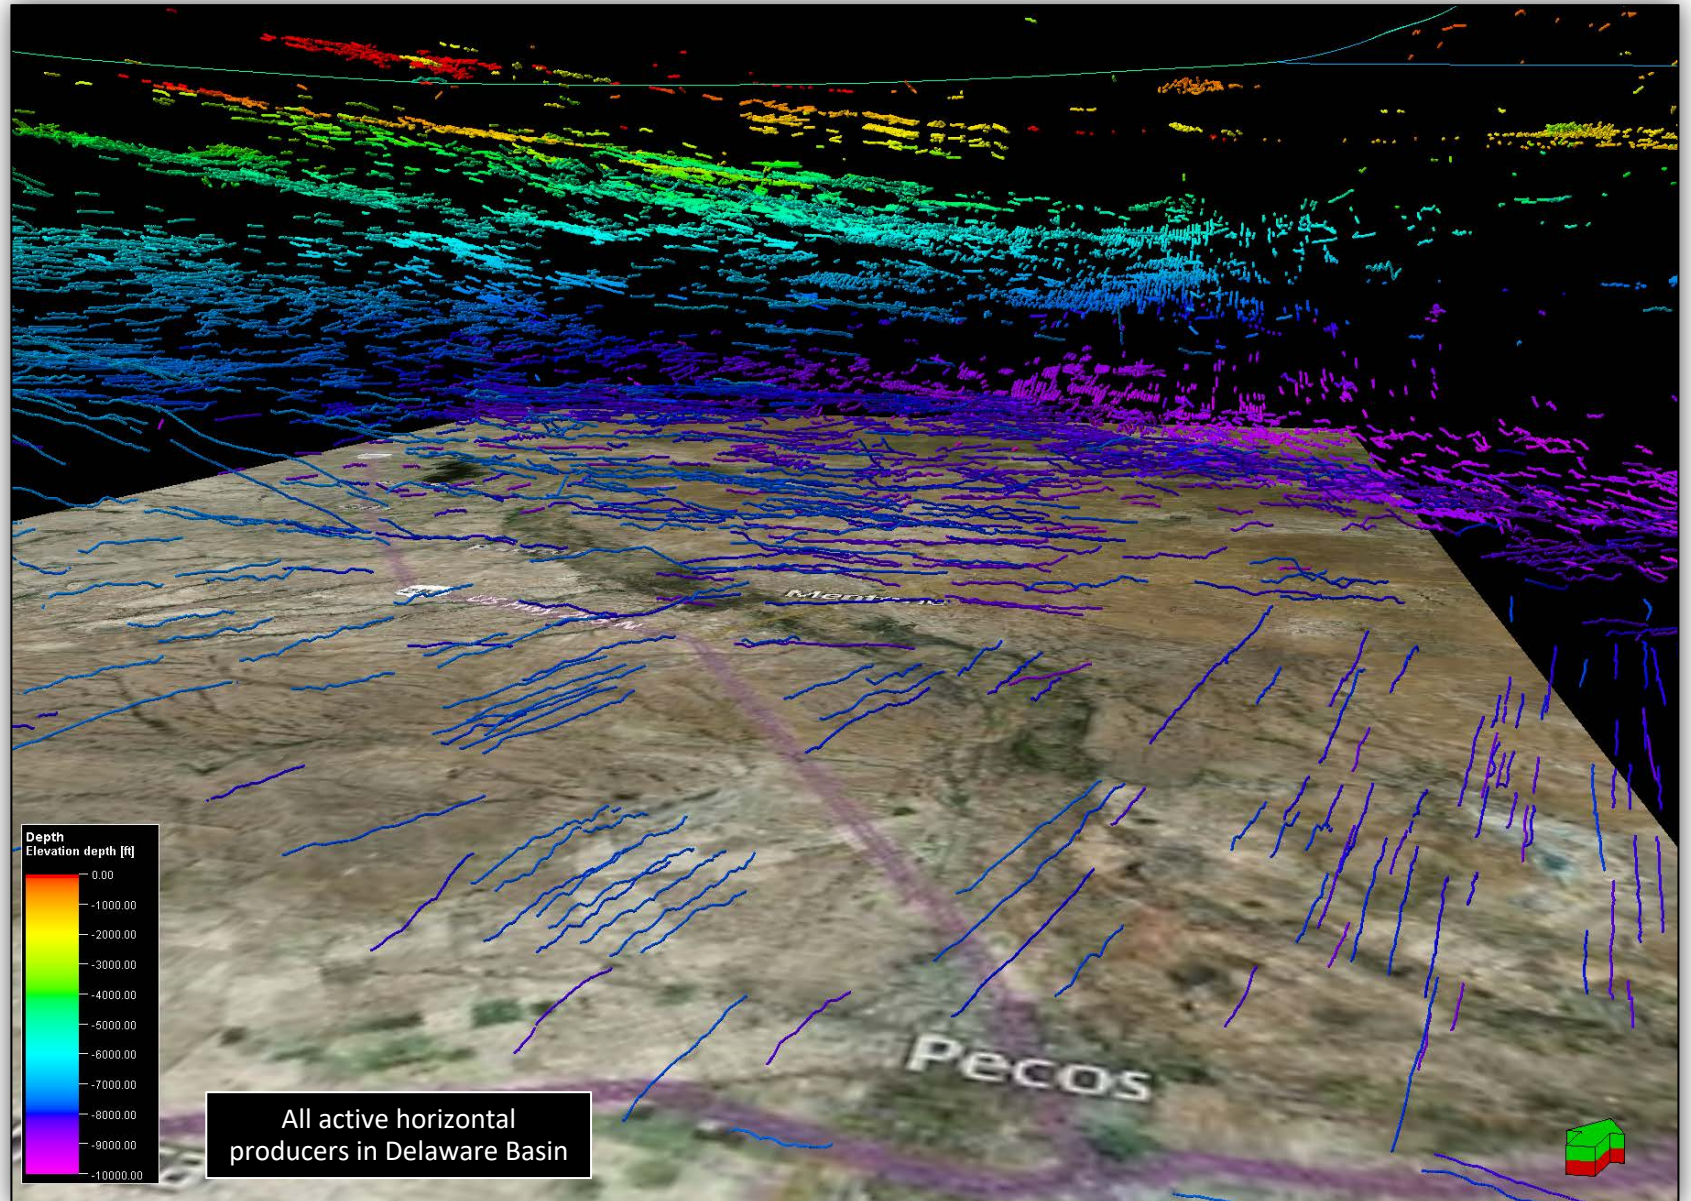 Depth
Elevation depth [ft]
0.00
-1000.00
-2000.00
-3000.00
-4000.00
-5000.00
-6000.00
-7000.00
-8000.00
-9000.00
-10000.00
All active horizontal
producers in Delaware Basin
Pecos